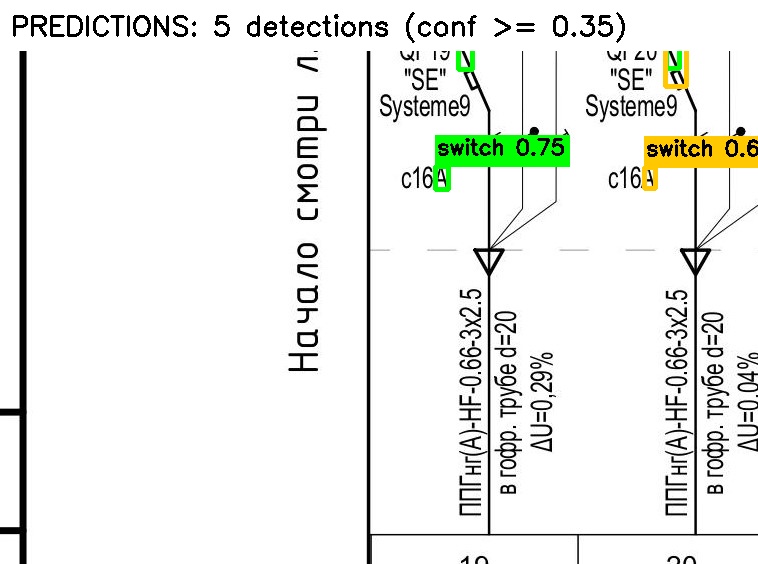 PREDICTIONS: 5 detections (conf >= 0.35)
Начало смотри л.
QF19
"SE"
Systeme9
switch 0.75
c16A
ППГнг(А)-HF-0.66-3x2.5
в гофр. трубе d=20
ΔU=0,29%
19
QF20
"SE"
Systeme9
switch 0.6
c16A
ППГнг(А)-HF-0.66-3x2.5
в гофр. трубе d=20
ΔU=0.04%
20